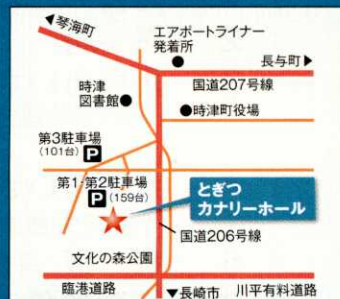 ◀琴海町
エアポートライナー
発着所
長与町▶
国道207号線
時津
図書館
時津町役場
第3駐車場
(101台) P
第1・第2駐車場
P (159台)
とぎつ
カナリーホール
国道206号線
文化の森公園
臨港道路
▼長崎市
川平有料道路